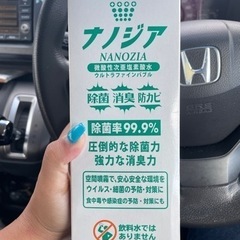 ナノジア
NANOZIA
微酸性次亜塩素酸水
ウルトラファインバブル
除菌 消臭 防カビ
除菌率99.9%
圧倒的な除菌力
強力な消臭力
空間噴霧で、安心安全な環境を
ウイルス・細菌の予防・対策に
食中毒や感染症の予防・対策にも
飲料水では
ありません